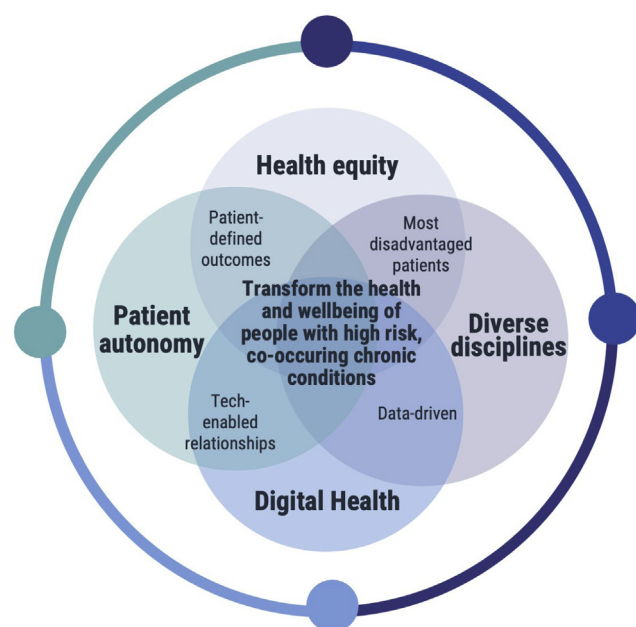 Health equity
Patient-
defined
outcomes
Most
disadvantaged
patients
Transform the health
and wellbeing of
people with high risk,
co-occuring chronic
conditions
Patient
autonomy
Diverse
disciplines
Tech-
enabled
relationships
Data-driven
Digital Health